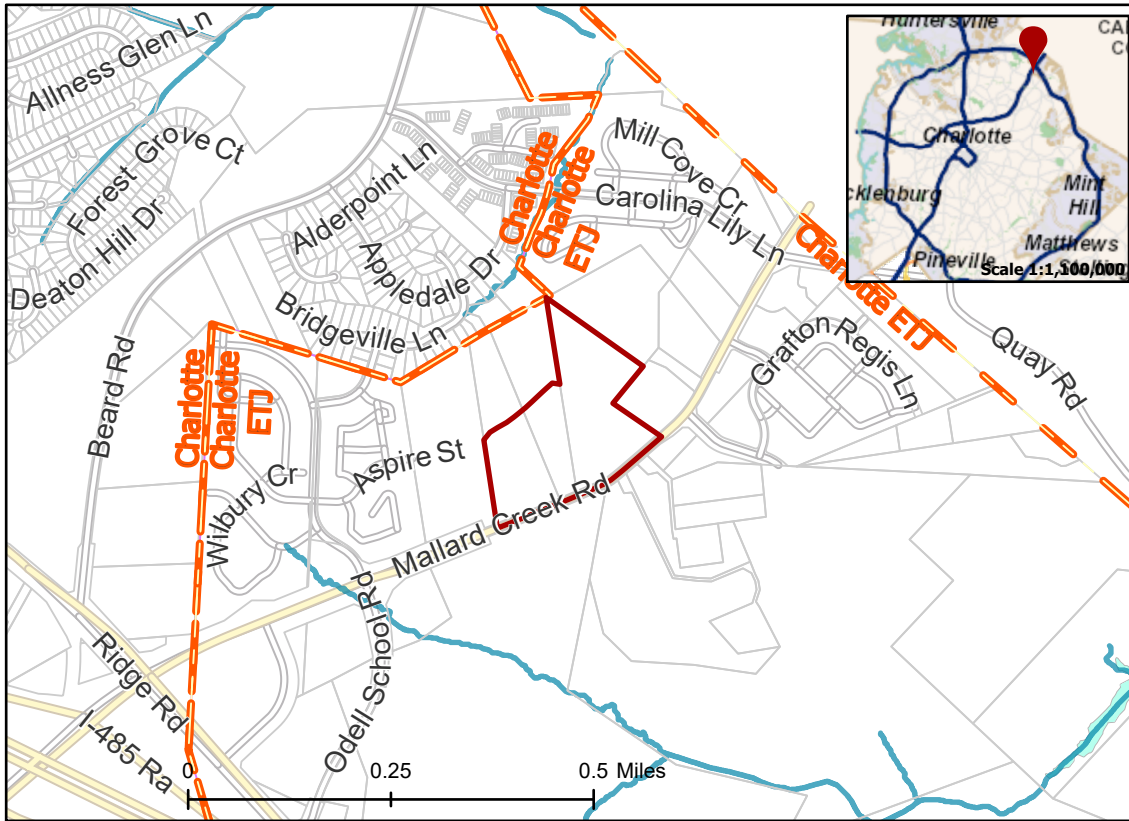 Allness Glen Ln
Forest Grove Ct
Deaton Hill Dr
Beard Rd
Alderpoint Ln
Appledale Dr
Bridgeville Ln
Charlotte
Charlotte
ETJ
Mill Cove Cr
Carolina Lily Ln
Charlotte ETJ
Quay Rd
Grafton Regis Ln
Charlotte
Charlotte
ETJ
Wilbury Cr
Aspire St
Mallard Creek Rd
Odell School Rd
Ridge Rd
I-485 Ra
0
0.25
0.5 Miles
Huntersville
CA
C
Charlotte
cklenburg
Mint
Hill
Matthews
Pineville
Scale 1:1,100,000